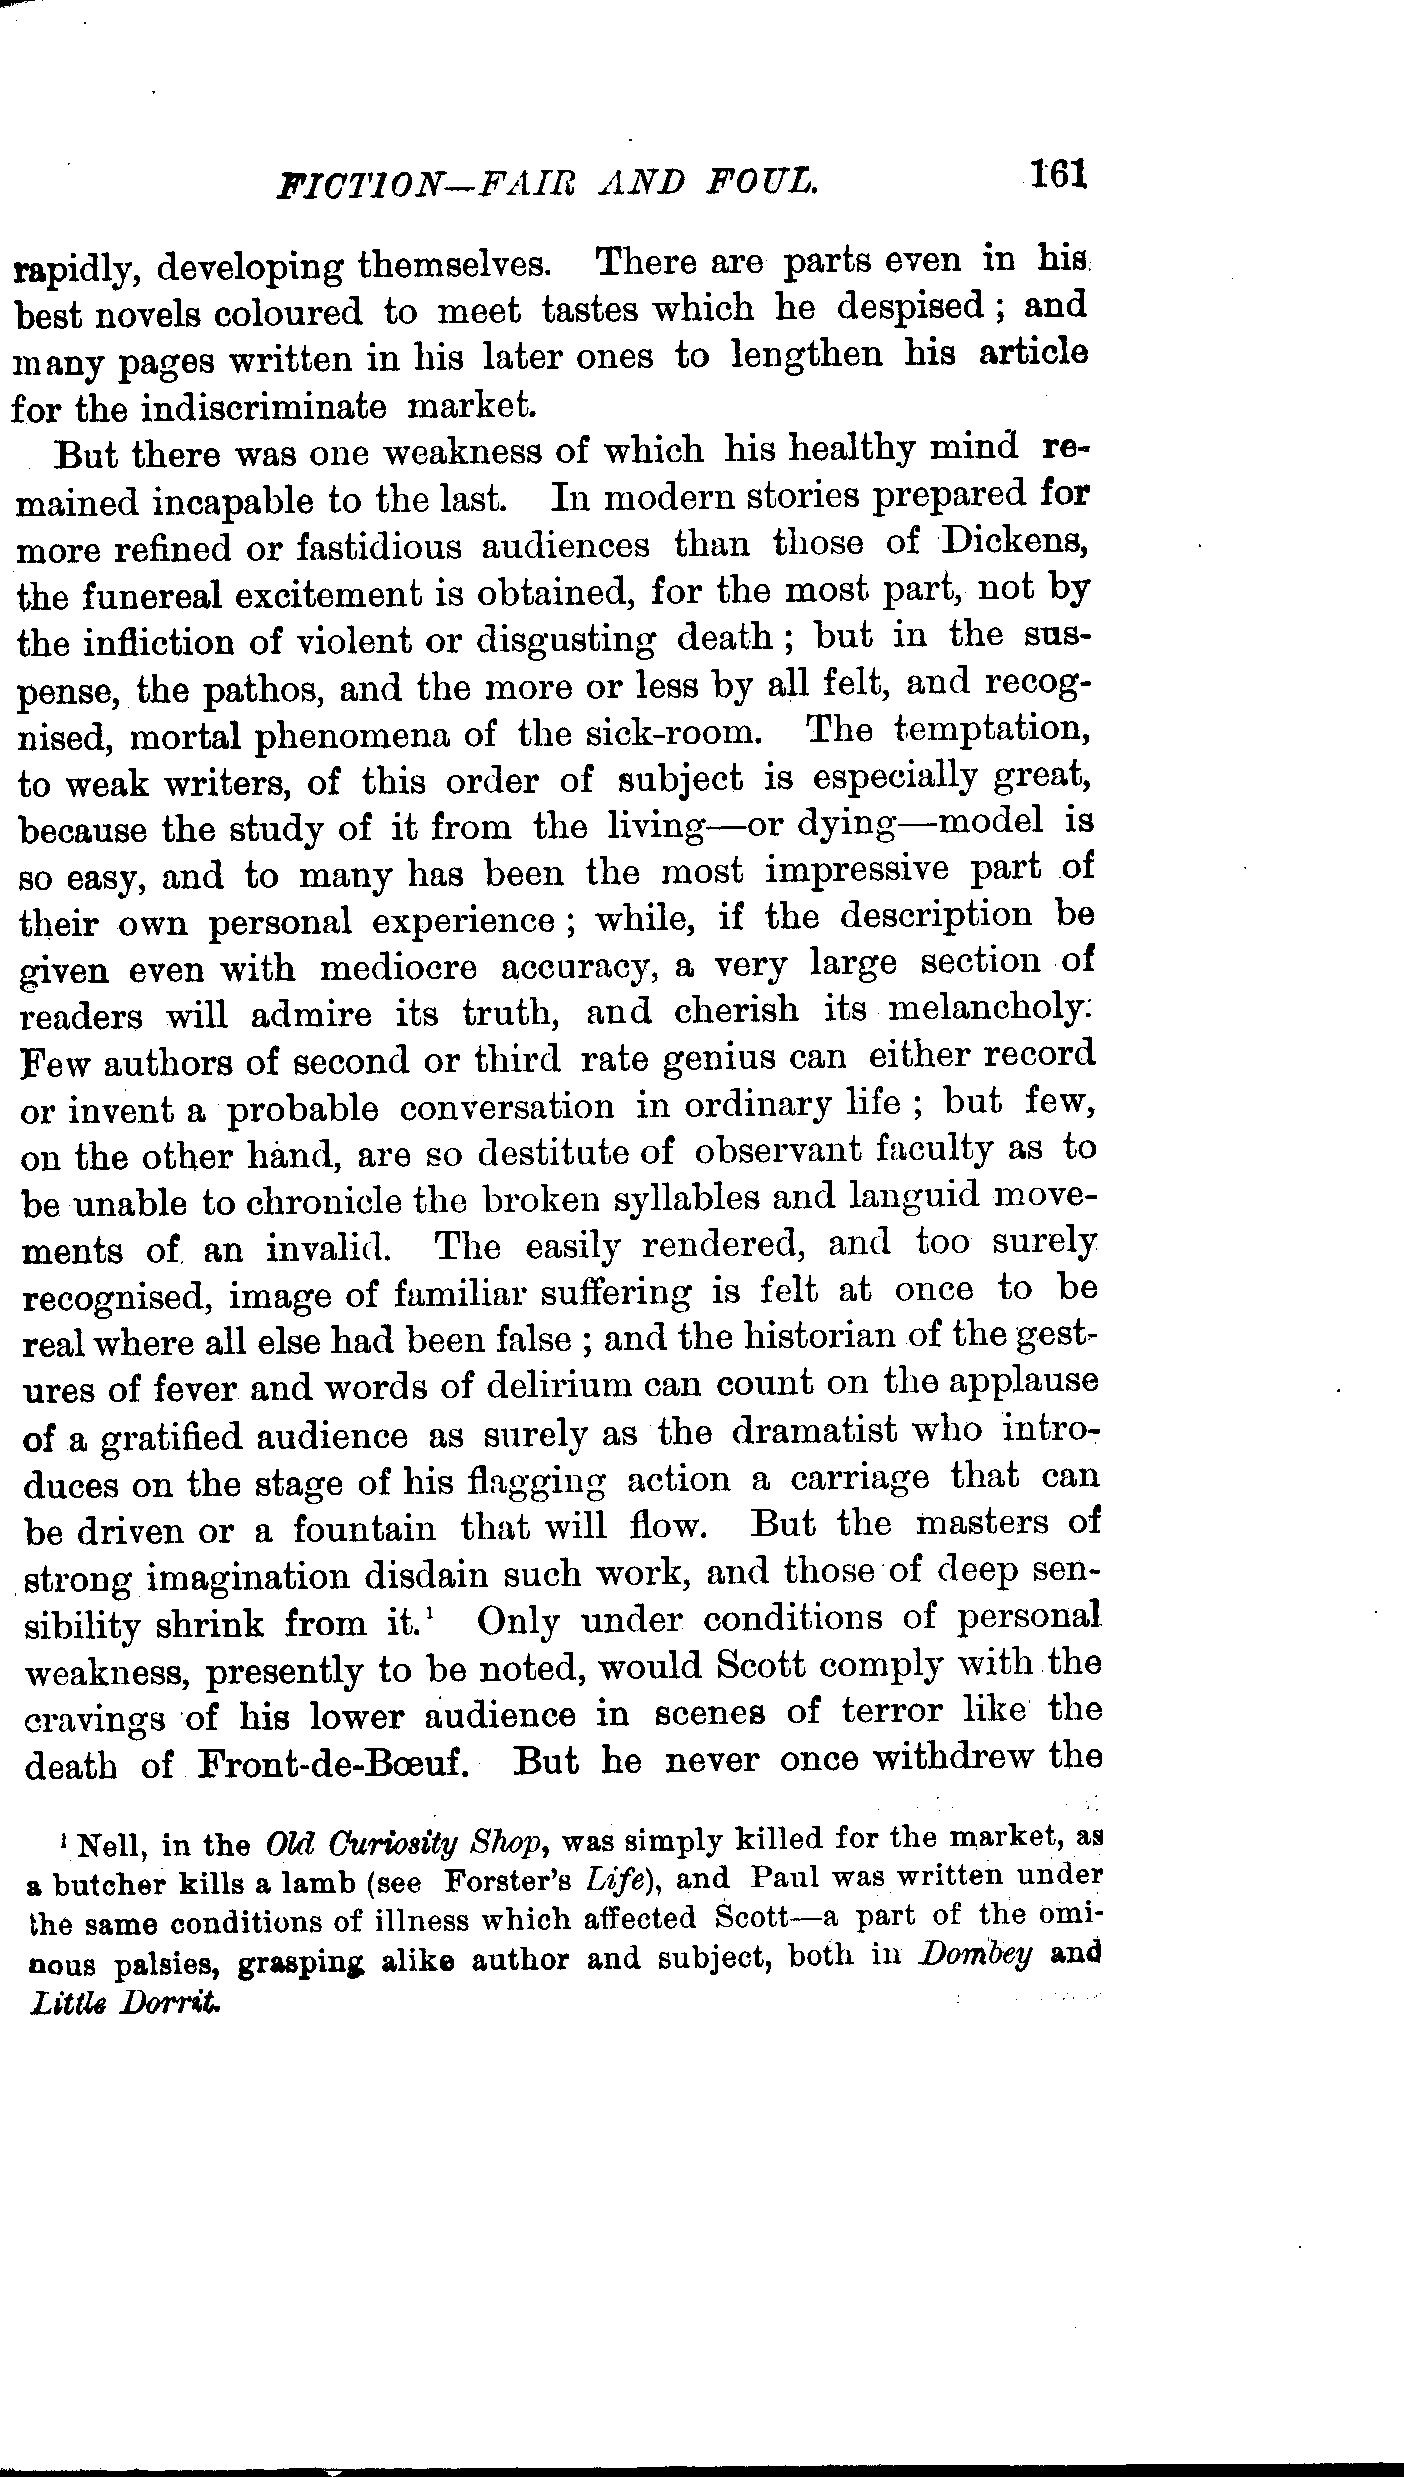 FICTION—FAIR AND FOUL. 161
rapidly, developing themselves. There are parts even in his
best novels coloured to meet tastes which he despised ; and
many pages written in his later ones to lengthen his article
for the indiscriminate market.
But there was one weakness of which his healthy mind re-
mained incapable to the last. In modern stories prepared for
more refined or fastidious audiences than those of Dickens,
the funereal excitement is obtained, for the most part, not by
the infliction of violent or disgusting death ; but in the sus-
pense, the pathos, and the more or less by all felt, and recog-
nised, mortal phenomena of the sick-room. The temptation,
to weak writers, of this order of subject is especially great,
because the study of it from the living—or dying—model is
so easy, and to many has been the most impressive part of
their own personal experience ; while, if the description be
given even with mediocre accuracy, a very large section of
readers will admire its truth, and cherish its melancholy:
Few authors of second or third rate genius can either record
or invent a probable conversation in ordinary life ; but few,
on the other hand, are so destitute of observant faculty as to
be unable to chronicle the broken syllables and languid move-
ments of an invalid. The easily rendered, and too surely
recognised, image of familiar suffering is felt at once to be
real where all else had been false ; and the historian of the gest-
ures of fever and words of delirium can count on the applause
of a gratified audience as surely as the dramatist who intro-
duces on the stage of his flagging action a carriage that can
be driven or a fountain that will flow. But the masters of
strong imagination disdain such work, and those of deep sen-
sibility shrink from it.¹ Only under conditions of personal
weakness, presently to be noted, would Scott comply with the
cravings of his lower audience in scenes of terror like the
death of Front-de-Bœuf. But he never once withdrew the
¹ Nell, in the Old Curiosity Shop, was simply killed for the market, as
a butcher kills a lamb (see Forster's Life), and Paul was written under
the same conditions of illness which affected Scott—a part of the omi-
nous palsies, grasping alike author and subject, both in Dombey and
Little Dorrit.